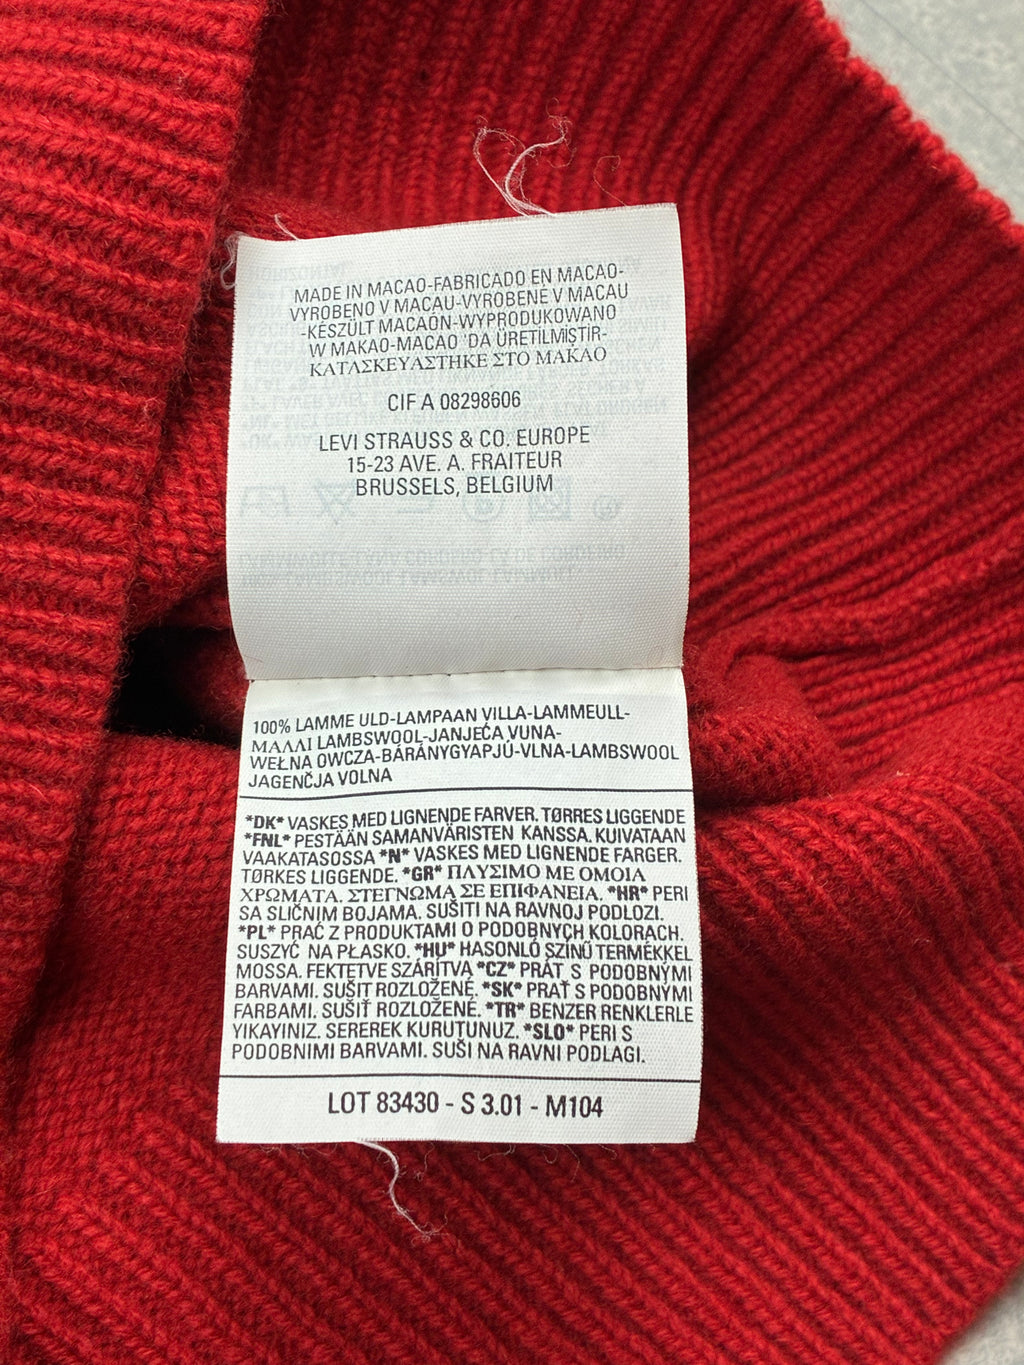 MADE IN MACAO-FABRICADO EN MACAO-
VYROBENO V MACAU-VYROBENÉ V MACAU
-KÉSZÜLT MACAÓN-WYPRODUKOWANO
W MAKAO-MACAO 'DA ÜRETILMIŞTIR-
ΚΑΤΑΣΚΕΥΑΣΤΗΚΕ ΣΤΟ ΜΑΚΑΟ
CIF A 08298606
LEVI STRAUSS & CO. EUROPE
15-23 AVE. A. FRAITEUR
BRUSSELS, BELGIUM
100% LAMME ULD-LAMPAAN VILLA-LAMMEULL-
ΜΑΛΛΙ LAMBSWOOL-JANJEĆA VUNA-
WEŁNA OWCZA-BÁRÁNYGYAPJÚ-VLNA-LAMBSWOOL
JAGENČJA VOLNA
*DK* VASKES MED LIGNENDE FARVER. TØRRES LIGGENDE
*FNL* PESTÄÄN SAMANVÄRISTEN KANSSA. KUIVATAAN
VAAKATASOSSA *N* VASKES MED LIGNENDE FARGER.
TØRKES LIGGENDE. *GR* ΠΛΥΣΙΜΟ ΜΕ ΟΜΟΙΑ
ΧΡΩΜΑΤΑ. ΣΤΕΓΝΩΜΑ ΣΕ ΕΠΙΦΑΝΕΙΑ. *HR* PERI
SA SLIČNIM BOJAMA. SUŠITI NA RAVNOJ PODLOZI.
*PL* PRAĆ Z PRODUKTAMI O PODOBNYCH KOLORACH.
SUSZYĆ NA PŁASKO. *HU* HASONLÓ SZÍNŰ TERMÉKKEL
MOSSA. FEKTETVE SZÁRÍTVA *CZ* PRÁT S PODOBNÝMI
BARVAMI. SUŠIT ROZLOŽENÉ. *SK* PRAŤ S PODOBNÝMI
FARBAMI. SUŠIŤ ROZLOŽENÉ. *TR* BENZER RENKLERLE
YIKAYINIZ. SEREREK KURUTUNUZ. *SLO* PERI S
PODOBNIMI BARVAMI. SUŠI NA RAVNI PODLAGI.
LOT 83430 - S 3.01 - M104